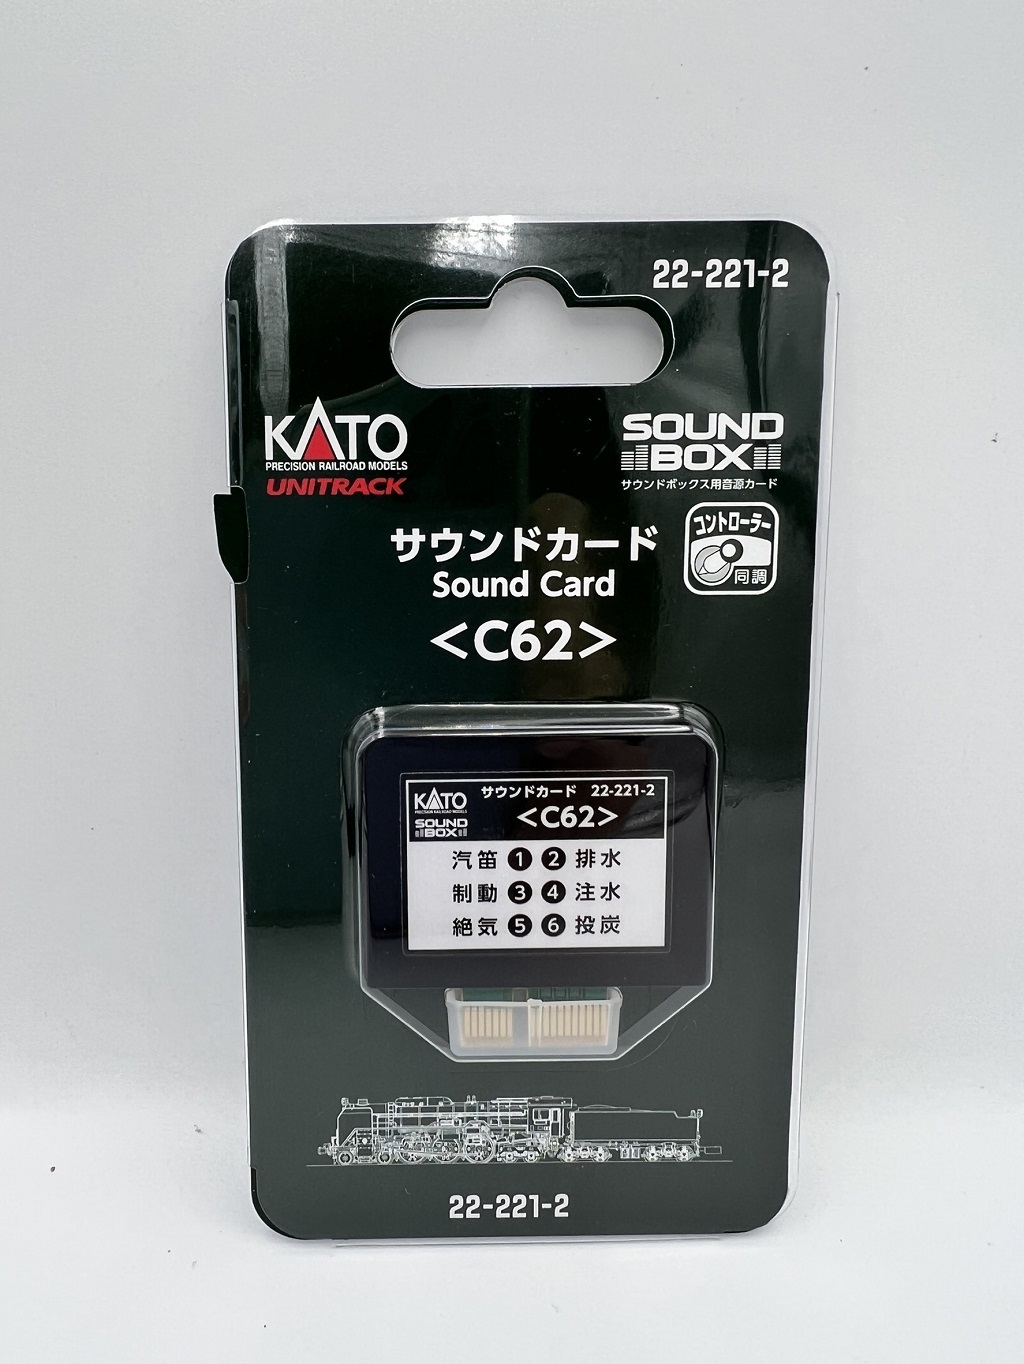 22-221-2
KATO
PRECISION RAILROAD MODELS
UNITRACK
SOUND
BOX
サウンドボックス用音源カード
コントローラー
同調
サウンドカード
Sound Card
<C62>
KATO
PRECISION RAILROAD MODELS
SOUND
BOX
サウンドカード 22-221-2
<C62>
汽笛 1 2 排水
制動 3 4 注水
絶気 5 6 投炭
22-221-2